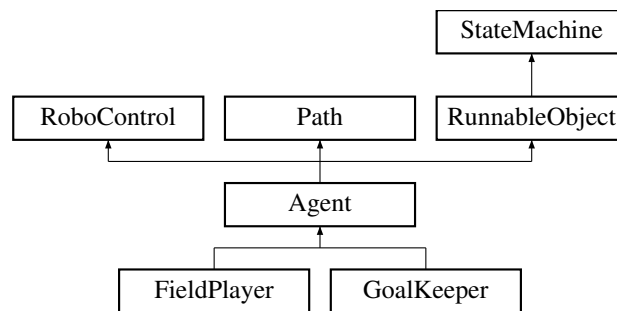 StateMachine
RoboControl
Path
RunnableObject
Agent
FieldPlayer
GoalKeeper